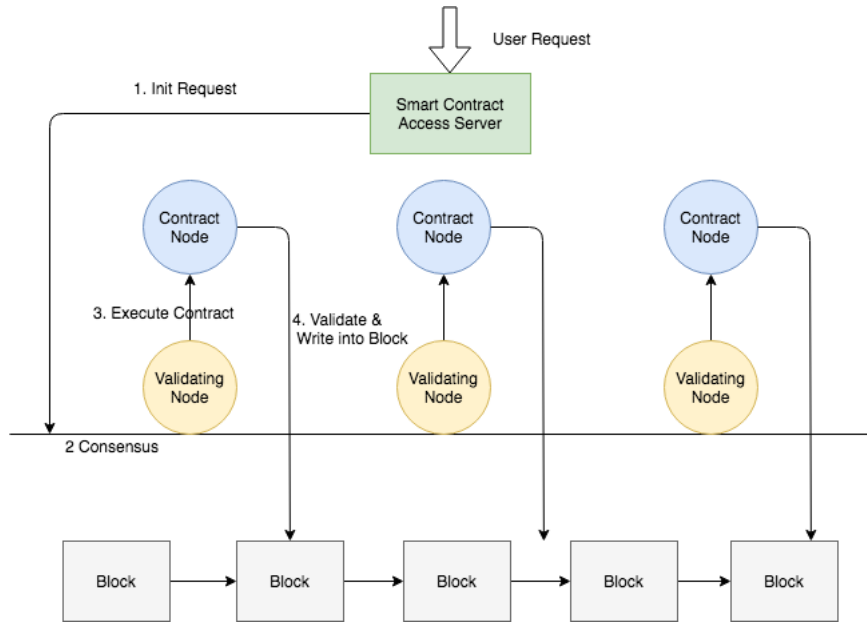 User Request
1. Init Request
Smart Contract
Access Server
Contract
Node
Contract
Node
Contract
Node
3. Execute Contract
4. Validate &
Write into Block
Validating
Node
Validating
Node
Validating
Node
2 Consensus
Block
Block
Block
Block
Block